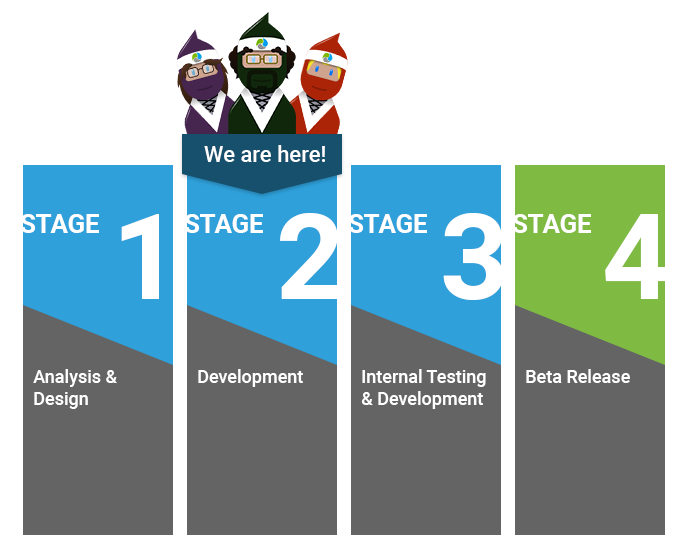 We are here!
STAGE 1
Analysis &
Design
STAGE 2
Development
STAGE 3
Internal Testing
& Development
STAGE 4
Beta Release